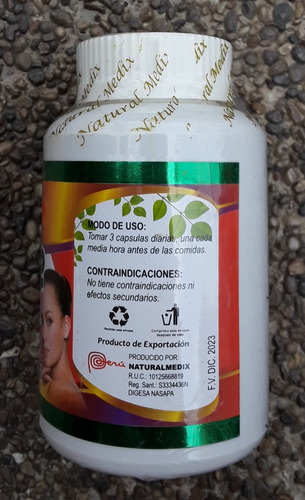 Natural Medix
Natural Medix
MODO DE USO:
Tomar 3 capsulas diarias, una cada
media hora antes de las comidas.
CONTRAINDICACIONES:
No tiene contraindicaciones ni
efectos secundarios.
Producto de Exportación
Perú
PRODUCIDO POR:
NATURALMEDIX
R.U.C.: 10125668819
Reg. Sant.: S3334436N
DIGESA NASAPA
F.V. DIC. 2023